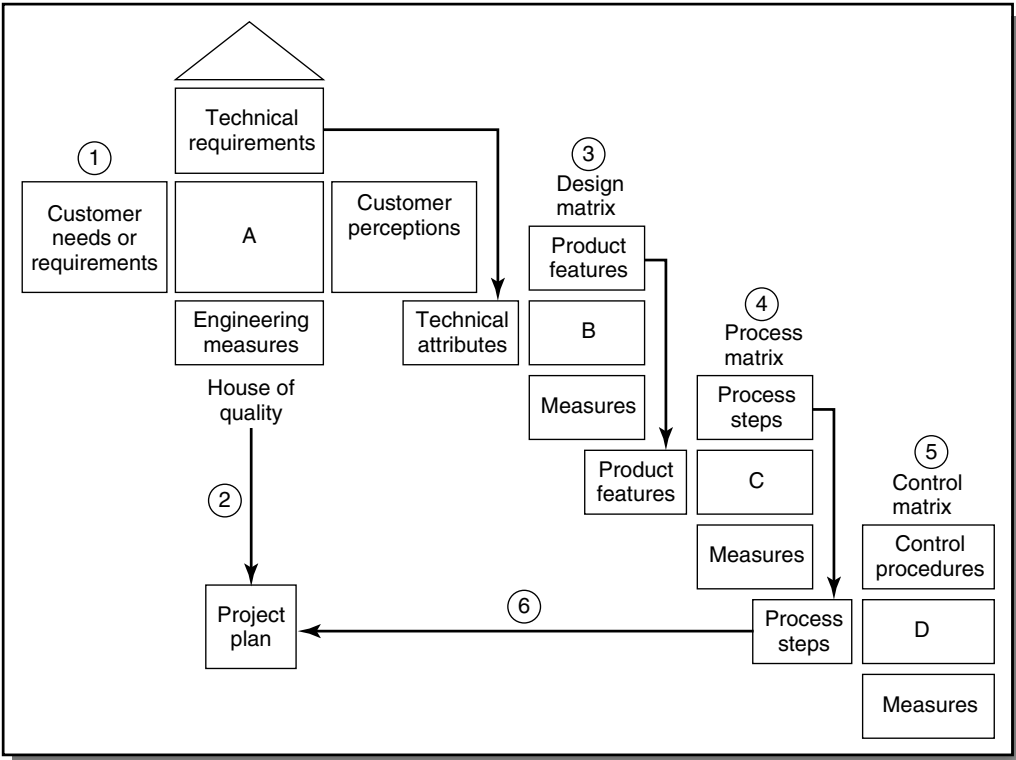 Technical
requirements
1
Customer
needs or
requirements
A
Customer
perceptions
Engineering
measures
House of
quality
2
Project
plan
3
Design
matrix
Product
features
Technical
attributes
B
Measures
4
Process
matrix
Process
steps
Product
features
C
Measures
5
Control
matrix
Control
procedures
Process
steps
D
Measures
6